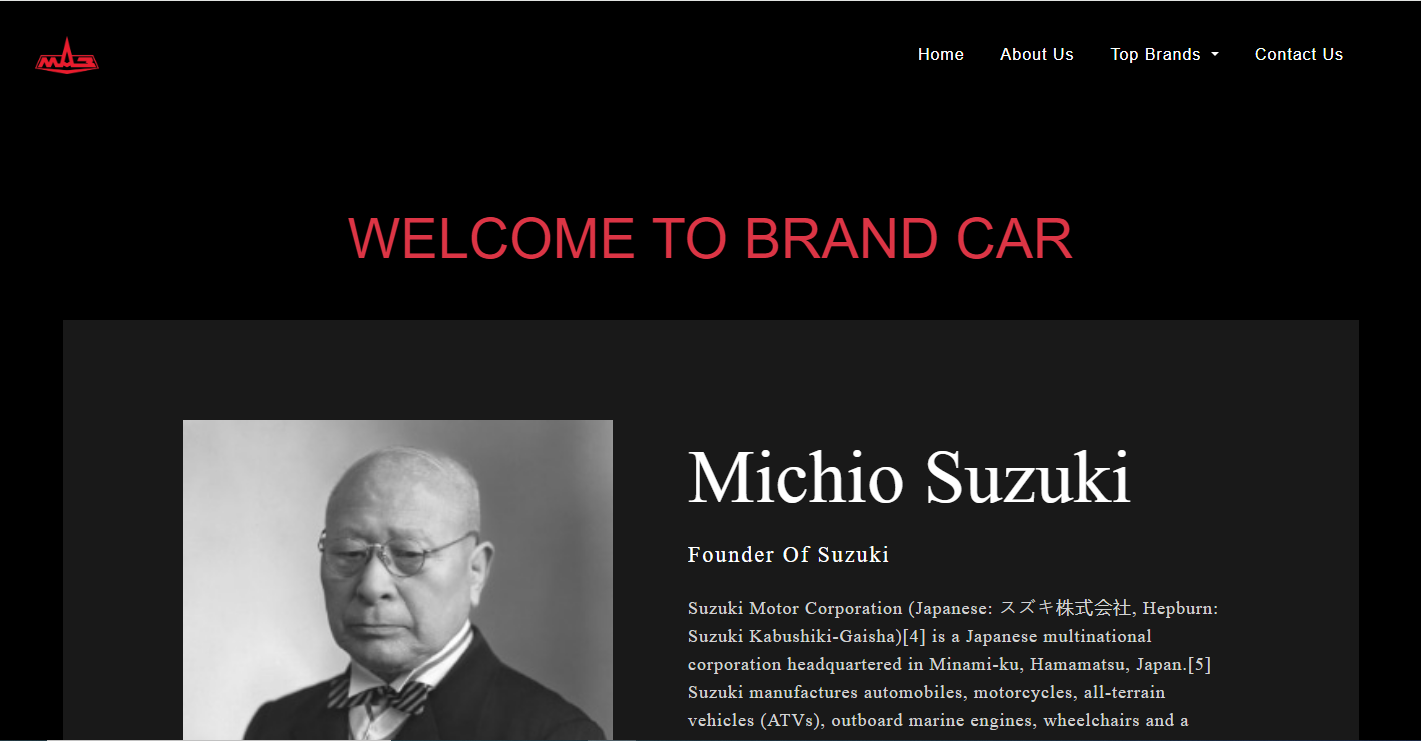 Home About Us Top Brands Contact Us
WELCOME TO BRAND CAR
Michio Suzuki
Founder Of Suzuki
Suzuki Motor Corporation (Japanese: スズキ株式会社, Hepburn:
Suzuki Kabushiki-Gaisha)[4] is a Japanese multinational
corporation headquartered in Minami-ku, Hamamatsu, Japan.[5]
Suzuki manufactures automobiles, motorcycles, all-terrain
vehicles (ATVs), outboard marine engines, wheelchairs and a